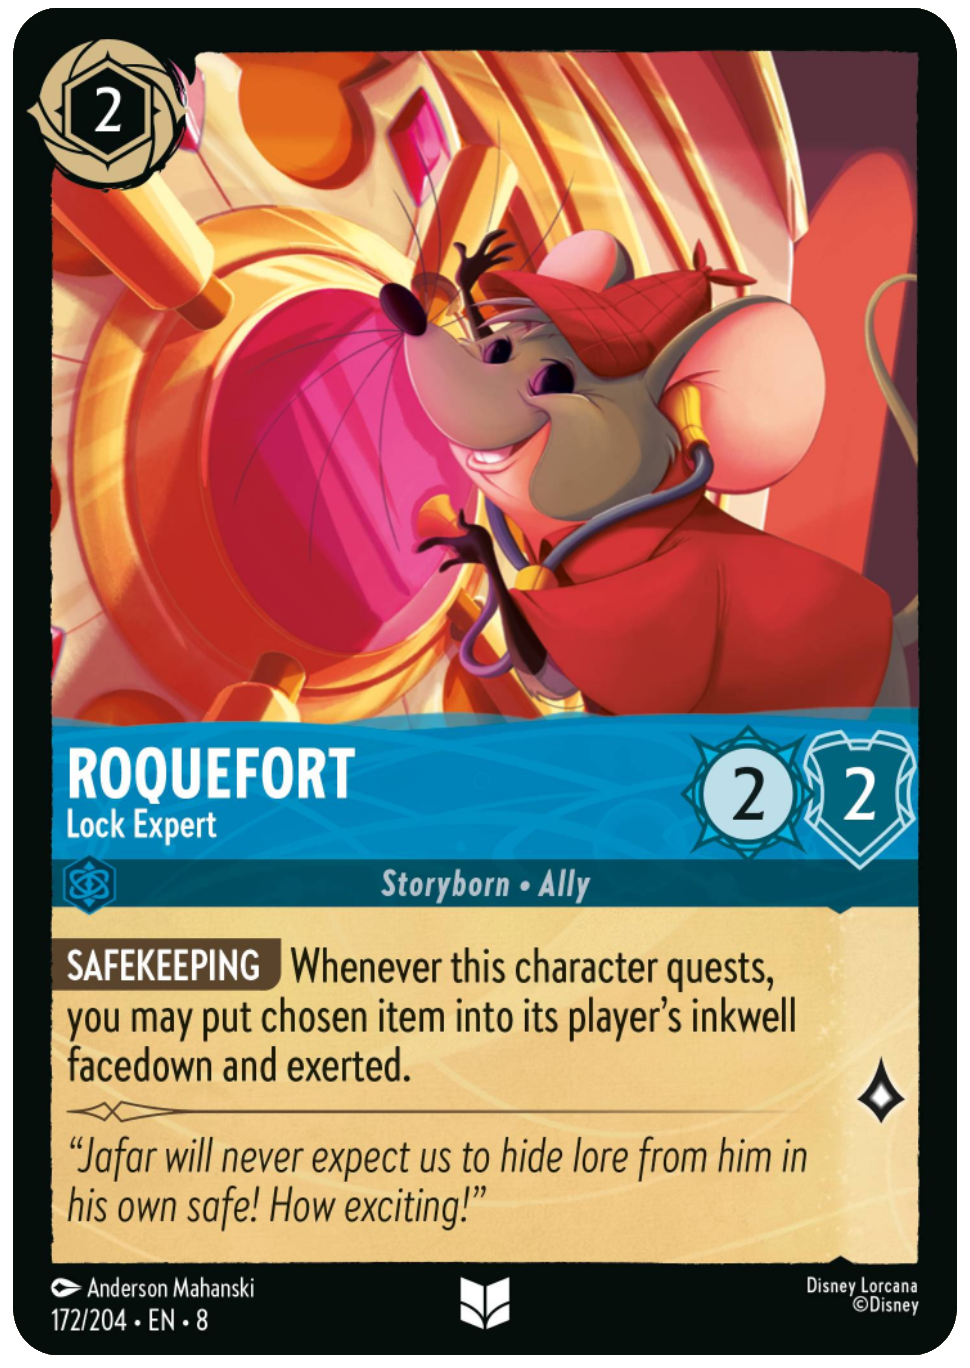 2
ROQUEFORT
Lock Expert
2 2
Storyborn • Ally
SAFEKEEPING Whenever this character quests,
you may put chosen item into its player’s inkwell
facedown and exerted.
“Jafar will never expect us to hide lore from him in
his own safe! How exciting!”
Anderson Mahanski
172/204 • EN • 8
Disney Lorcana
©Disney